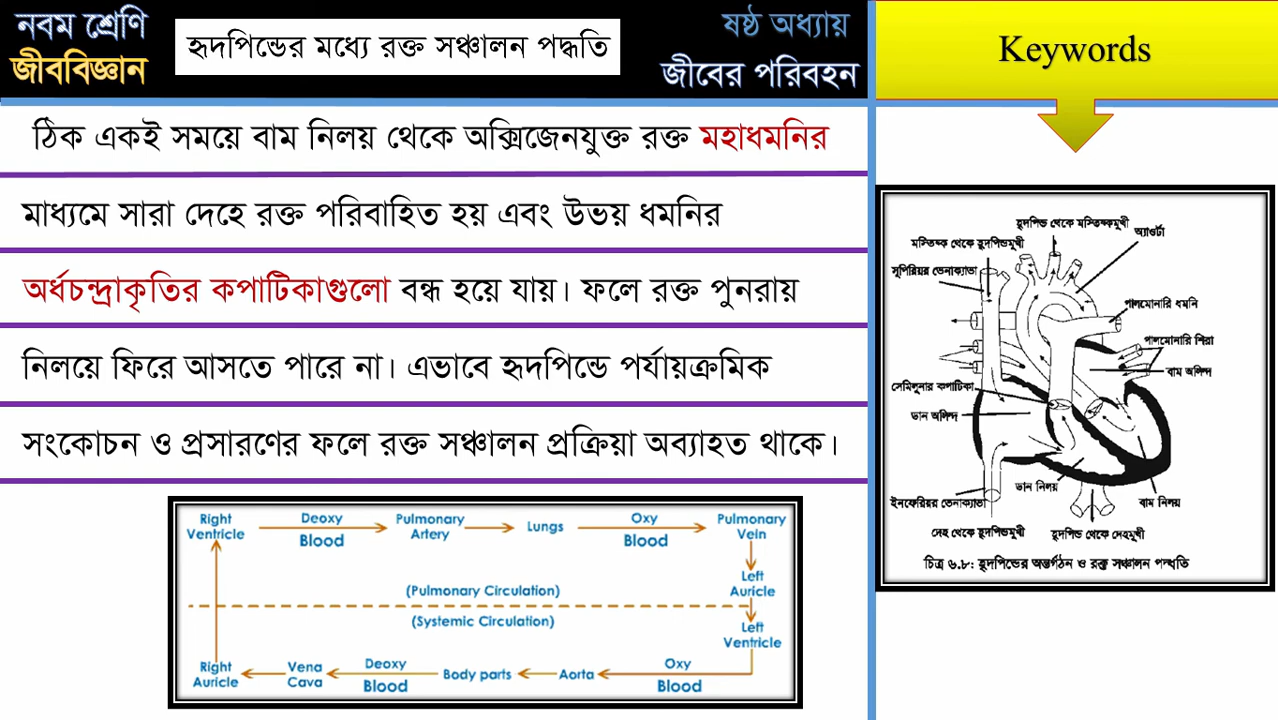 নবম শ্রেণি
জীববিজ্ঞান
হৃদপিন্ডের মধ্যে রক্ত সঞ্চালন পদ্ধতি
ষষ্ঠ অধ্যায়
জীবের পরিবহন
Keywords
ঠিক একই সময়ে বাম নিলয় থেকে অক্সিজেনযুক্ত রক্ত মহাধমনির
মাধ্যমে সারা দেহে রক্ত পরিবাহিত হয় এবং উভয় ধমনির
অর্ধচন্দ্রাকৃতির কপাটিকাগুলো বন্ধ হয়ে যায়। ফলে রক্ত পুনরায়
নিলয়ে ফিরে আসতে পারে না। এভাবে হৃদপিন্ডে পর্যায়ক্রমিক
সংকোচন ও প্রসারণের ফলে রক্ত সঞ্চালন প্রক্রিয়া অব্যাহত থাকে।
Right
Ventricle
Deoxy
Blood
Pulmonary
Artery
Lungs
Oxy
Blood
Pulmonary
Vein
Left
Auricle
(Pulmonary Circulation)
(Systemic Circulation)
Left
Ventricle
Right
Auricle
Vena
Cava
Deoxy
Blood
Body parts
Aorta
Oxy
Blood
হৃদপিন্ড থেকে মস্তিষ্কমুখী
অ্যাওর্টা
মস্তিষ্ক থেকে হৃদপিন্ডমুখী
সুপিরিয়র ভেনাক্যাভা
পালমোনারি ধমনি
পালমোনারি শিরা
বাম অলিন্দ
সেমিলুনার কপাটিকা
ডান অলিন্দ
ডান নিলয়
ইনফেরিয়র ভেনাক্যাভা
বাম নিলয়
দেহ থেকে হৃদপিন্ডমুখী
হৃদপিন্ড থেকে দেহমুখী
চিত্র ৬.৮: হৃদপিন্ডের অন্তর্গঠন ও রক্ত সঞ্চালন পদ্ধতি